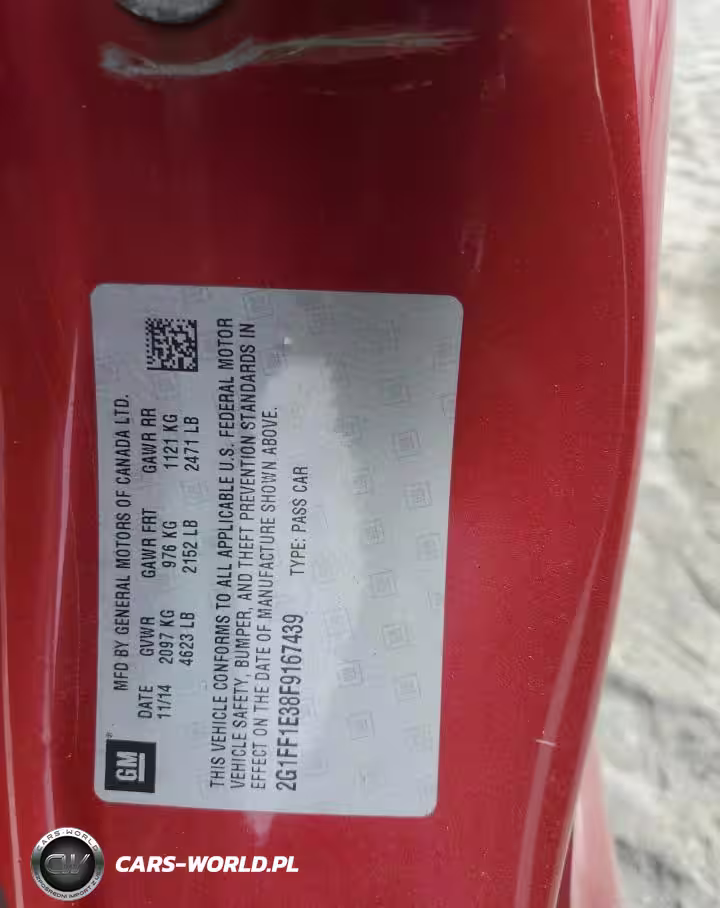 MFD BY GENERAL MOTORS OF CANADA LTD.
DATE GVWR GAWR FRT GAWR RR
11/14 2097 KG 976 KG 1121 KG
4623 LB 2152 LB 2471 LB
THIS VEHICLE CONFORMS TO ALL APPLICABLE U.S. FEDERAL MOTOR
VEHICLE SAFETY, BUMPER, AND THEFT PREVENTION STANDARDS IN
EFFECT ON THE DATE OF MANUFACTURE SHOWN ABOVE.
2G1FF1E38F9167439 TYPE: PASS CAR
GM
CARS-WORLD
CW
CARS-WORLD.PL